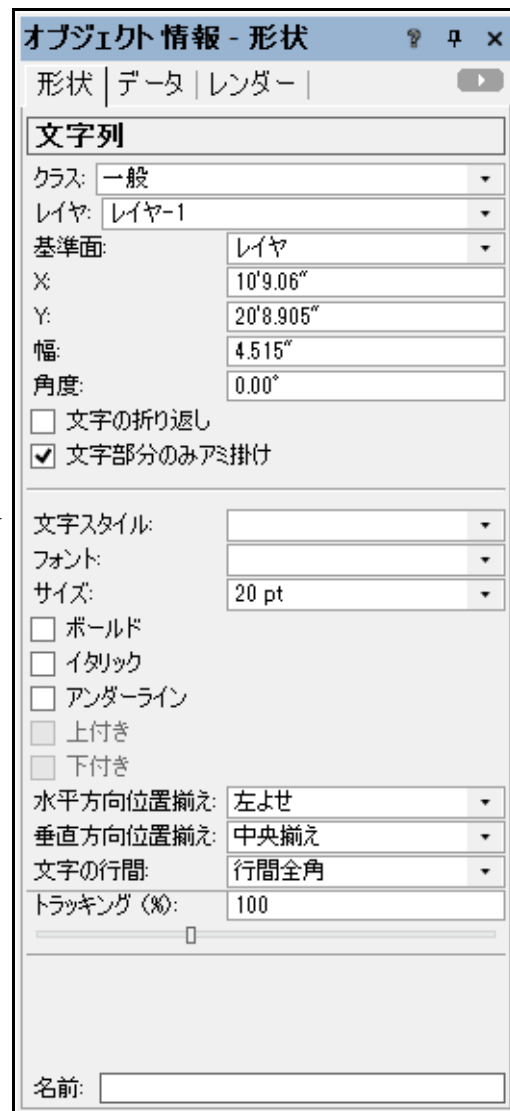 オブジェクト情報 - 形状
形状 データ レンダー
文字列
クラス: 一般
レイヤ: レイヤ-1
基準面: レイヤ
X: 10'9.06"
Y: 20'8.905"
幅: 4.515"
角度: 0.00°
文字の折り返し
文字部分のみアミ掛け
文字スタイル:
フォント:
サイズ: 20 pt
ボールド
イタリック
アンダーライン
上付き
下付き
水平方向位置揃え: 左よせ
垂直方向位置揃え: 中央揃え
文字の行間: 行間全角
トラッキング (%): 100
名前: